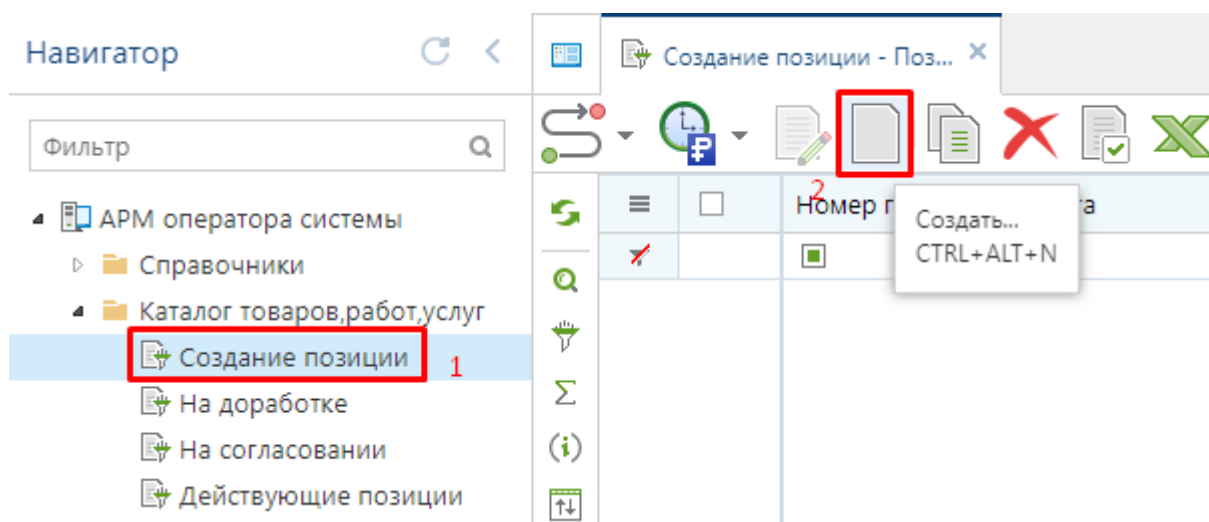 Навигатор
Создание позиции - Поз...
Фильтр
АРМ оператора системы
Справочники
Каталог товаров,работ,услуг
Создание позиции
1
На доработке
На согласовании
Действующие позиции
2
Номер
Создать...
CTRL+ALT+N